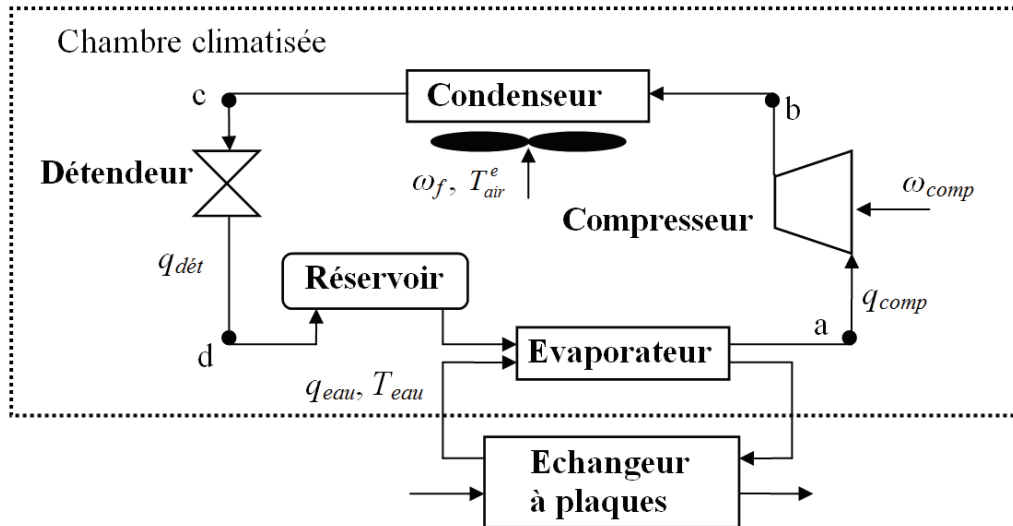 Chambre climatisée
c
Condenseur
b
Détendeur
ω_f, T^e_air
Compresseur
ω_comp
q_dét
Réservoir
q_comp
d
a
Evaporateur
q_eau, T_eau
Echangeur
à plaques